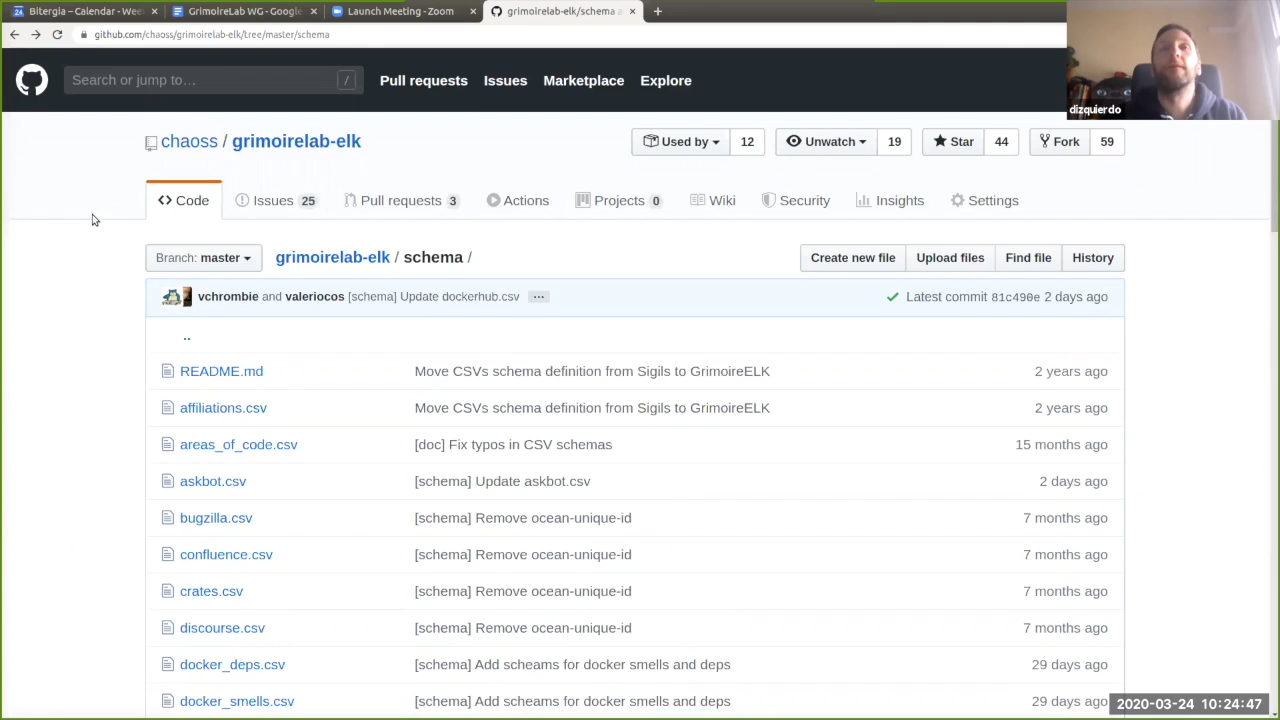 Bitergia – Calendar - Wee
GrimoireLab WG - Google
Launch Meeting - Zoom
grimoirelab-elk/schema a
github.com/chaoss/grimoirelab-elk/tree/master/schema
Search or jump to…
/
Pull requests
Issues
Marketplace
Explore
dizquierdo
chaoss / grimoirelab-elk
Used by
12
Unwatch
19
Star
44
Fork
59
Code
Issues 25
Pull requests 3
Actions
Projects 0
Wiki
Security
Insights
Settings
Branch: master
grimoirelab-elk / schema /
Create new file
Upload files
Find file
History
vchrombie and valeriocos [schema] Update dockerhub.csv ...
Latest commit 81c490e 2 days ago
..
README.md Move CSVs schema definition from Sigils to GrimoireELK 2 years ago
affiliations.csv Move CSVs schema definition from Sigils to GrimoireELK 2 years ago
areas_of_code.csv [doc] Fix typos in CSV schemas 15 months ago
askbot.csv [schema] Update askbot.csv 2 days ago
bugzilla.csv [schema] Remove ocean-unique-id 7 months ago
confluence.csv [schema] Remove ocean-unique-id 7 months ago
crates.csv [schema] Remove ocean-unique-id 7 months ago
discourse.csv [schema] Remove ocean-unique-id 7 months ago
docker_deps.csv [schema] Add scheams for docker smells and deps 29 days ago
docker_smells.csv [schema] Add scheams for docker smells and deps 29 days ago
2020-03-24 10:24:47